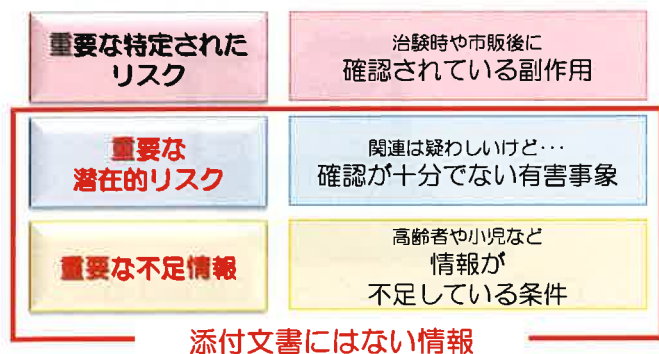 重要な特定された
リスク
治験時や市販後に
確認されている副作用
重要な
潜在的リスク
関連は疑わしいけど…
確認が十分でない有害事象
重要な不足情報
高齢者や小児など
情報が
不足している条件
添付文書にはない情報